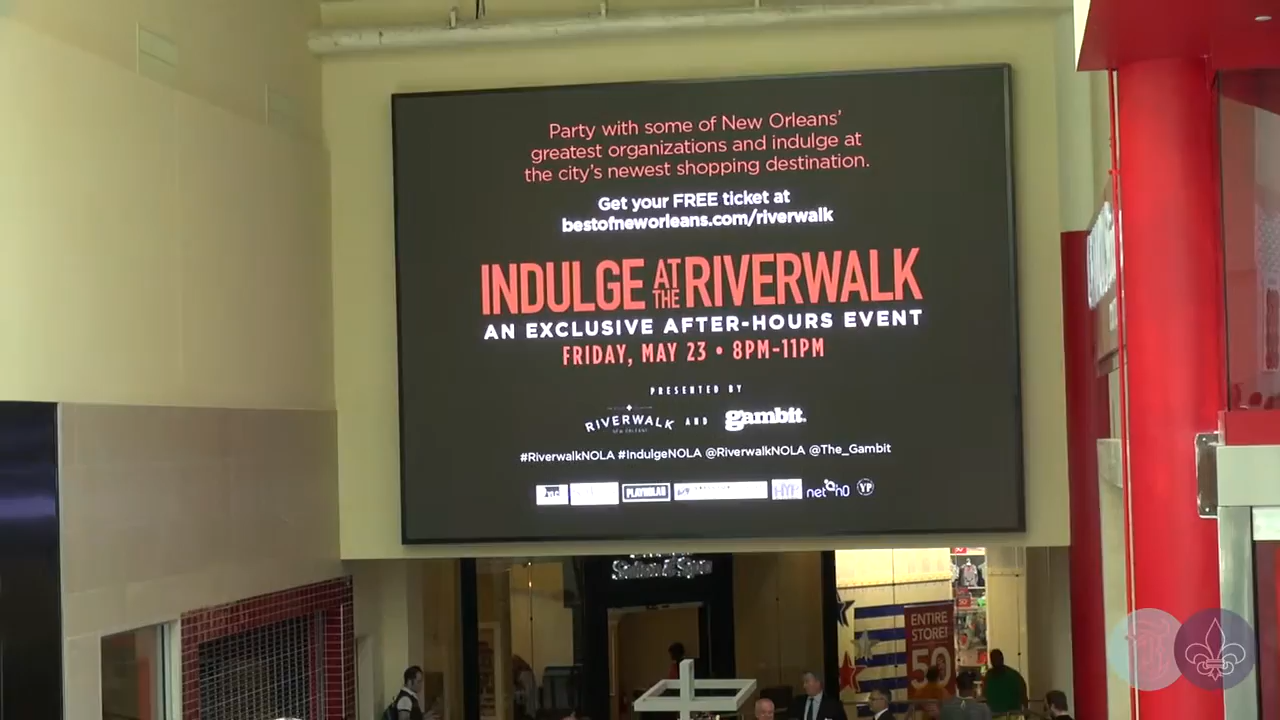 Party with some of New Orleans'
greatest organizations and indulge at
the city's newest shopping destination.
Get your FREE ticket at
bestofneworleans.com/riverwalk
INDULGE AT THE RIVERWALK
AN EXCLUSIVE AFTER-HOURS EVENT
FRIDAY, MAY 23 • 8PM-11PM
PRESENTED BY
RIVERWALK AND gambit
#RiverwalkNOLA #IndulgeNOLA @RiverwalkNOLA @The_Gambit
YP
ENTIRE
STORE!
50